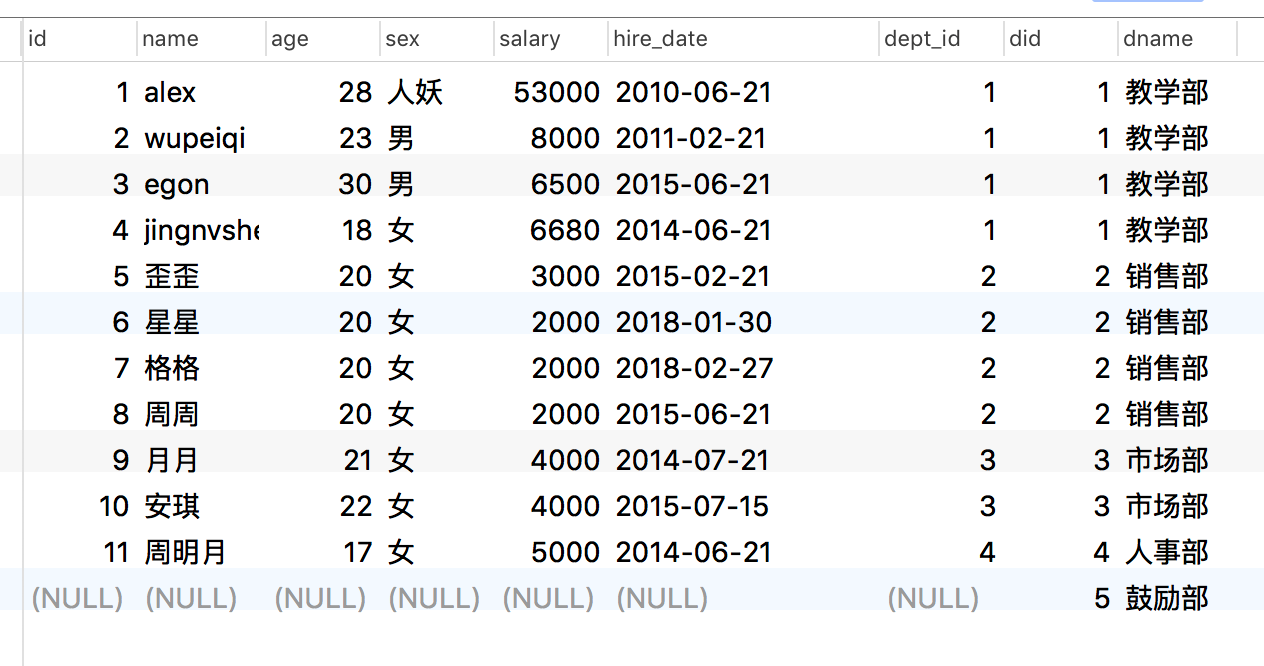 id name age sex salary hire_date dept_id did dname
1 alex 28 人妖 53000 2010-06-21 1 1 教学部
2 wupeiqi 23 男 8000 2011-02-21 1 1 教学部
3 egon 30 男 6500 2015-06-21 1 1 教学部
4 jingnvshe 18 女 6680 2014-06-21 1 1 教学部
5 歪歪 20 女 3000 2015-02-21 2 2 销售部
6 星星 20 女 2000 2018-01-30 2 2 销售部
7 格格 20 女 2000 2018-02-27 2 2 销售部
8 周周 20 女 2000 2015-06-21 2 2 销售部
9 月月 21 女 4000 2014-07-21 3 3 市场部
10 安琪 22 女 4000 2015-07-15 3 3 市场部
11 周明月 17 女 5000 2014-06-21 4 4 人事部
(NULL) (NULL) (NULL) (NULL) (NULL) (NULL) (NULL) 5 鼓励部